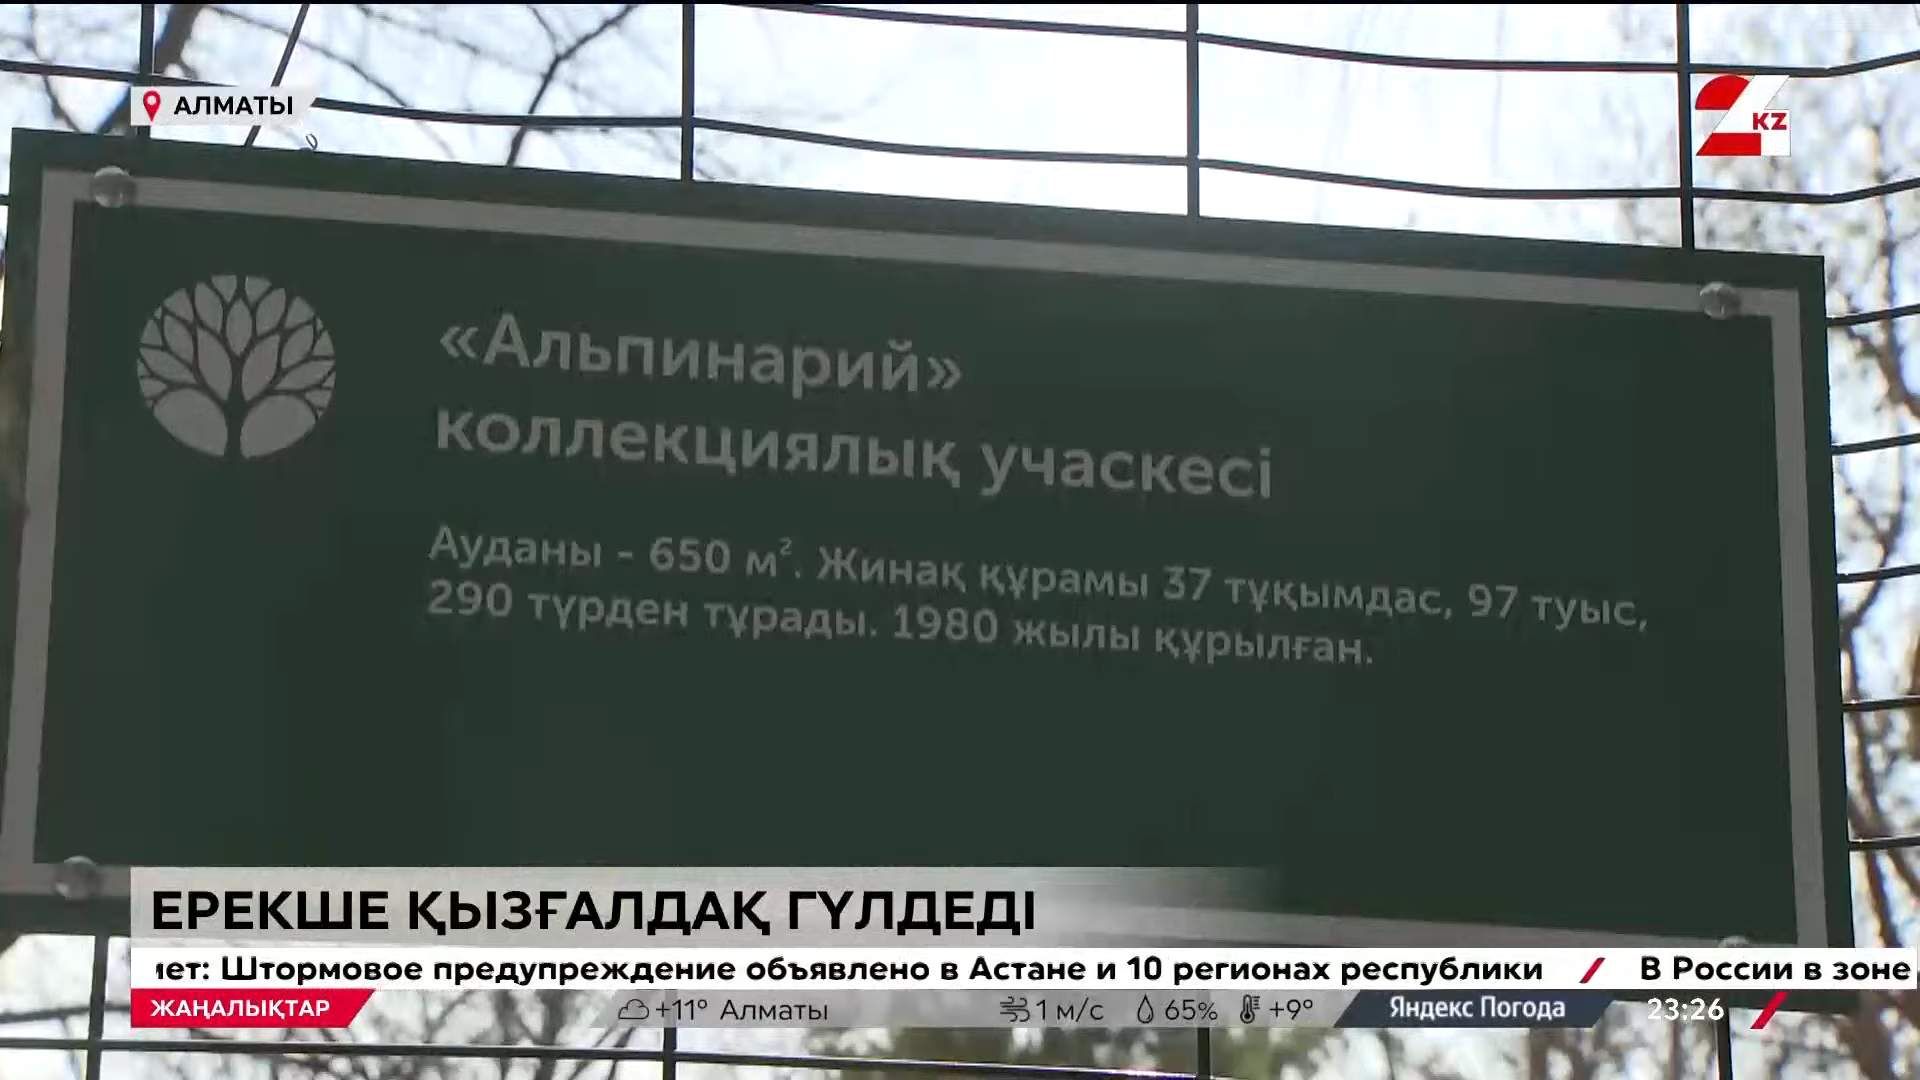 АЛМАТЫ
KZ
«Альпинарий»
коллекциялық учаскесі
Ауданы - 650 м². Жинақ құрамы 37 тұқымдас, 97 туыс,
290 түрден тұрады. 1980 жылы құрылған.
ЕРЕКШЕ ҚЫЗҒАЛДАҚ ГҮЛДЕДІ
Штормовое предупреждение объявлено в Астане и 10 регионах республики / В России в зоне
ЖАҢАЛЫҚТАР +11° Алматы 1 м/с 65% +9° Яндекс Погода 23:26